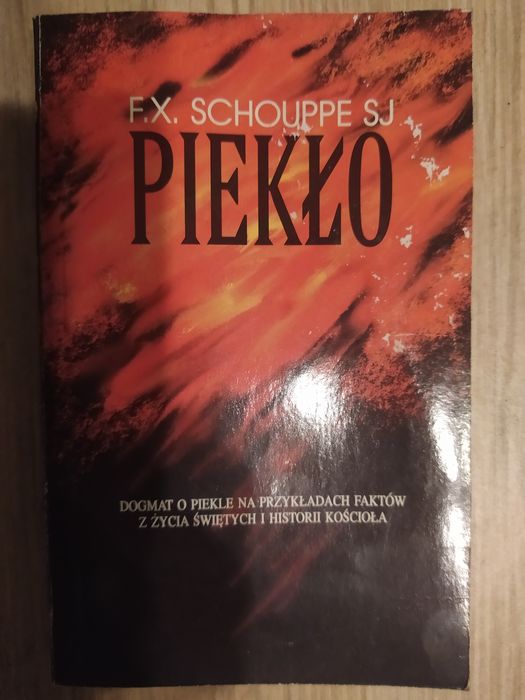 F.X. SCHOUPPE SJ
PIEKŁO
DOGMAT O PIEKLE NA PRZYKŁADACH FAKTÓW
Z ŻYCIA ŚWIĘTYCH I HISTORII KOŚCIOŁA